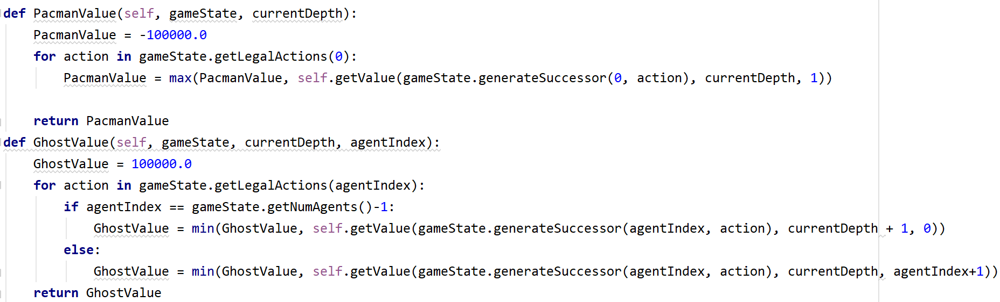 def PacmanValue(self, gameState, currentDepth):
    PacmanValue = -100000.0
    for action in gameState.getLegalActions(0):
        PacmanValue = max(PacmanValue, self.getValue(gameState.generateSuccessor(0, action), currentDepth, 1))

    return PacmanValue
def GhostValue(self, gameState, currentDepth, agentIndex):
    GhostValue = 100000.0
    for action in gameState.getLegalActions(agentIndex):
        if agentIndex == gameState.getNumAgents()-1:
            GhostValue = min(GhostValue, self.getValue(gameState.generateSuccessor(agentIndex, action), currentDepth + 1, 0))
        else:
            GhostValue = min(GhostValue, self.getValue(gameState.generateSuccessor(agentIndex, action), currentDepth, agentIndex+1))
    return GhostValue